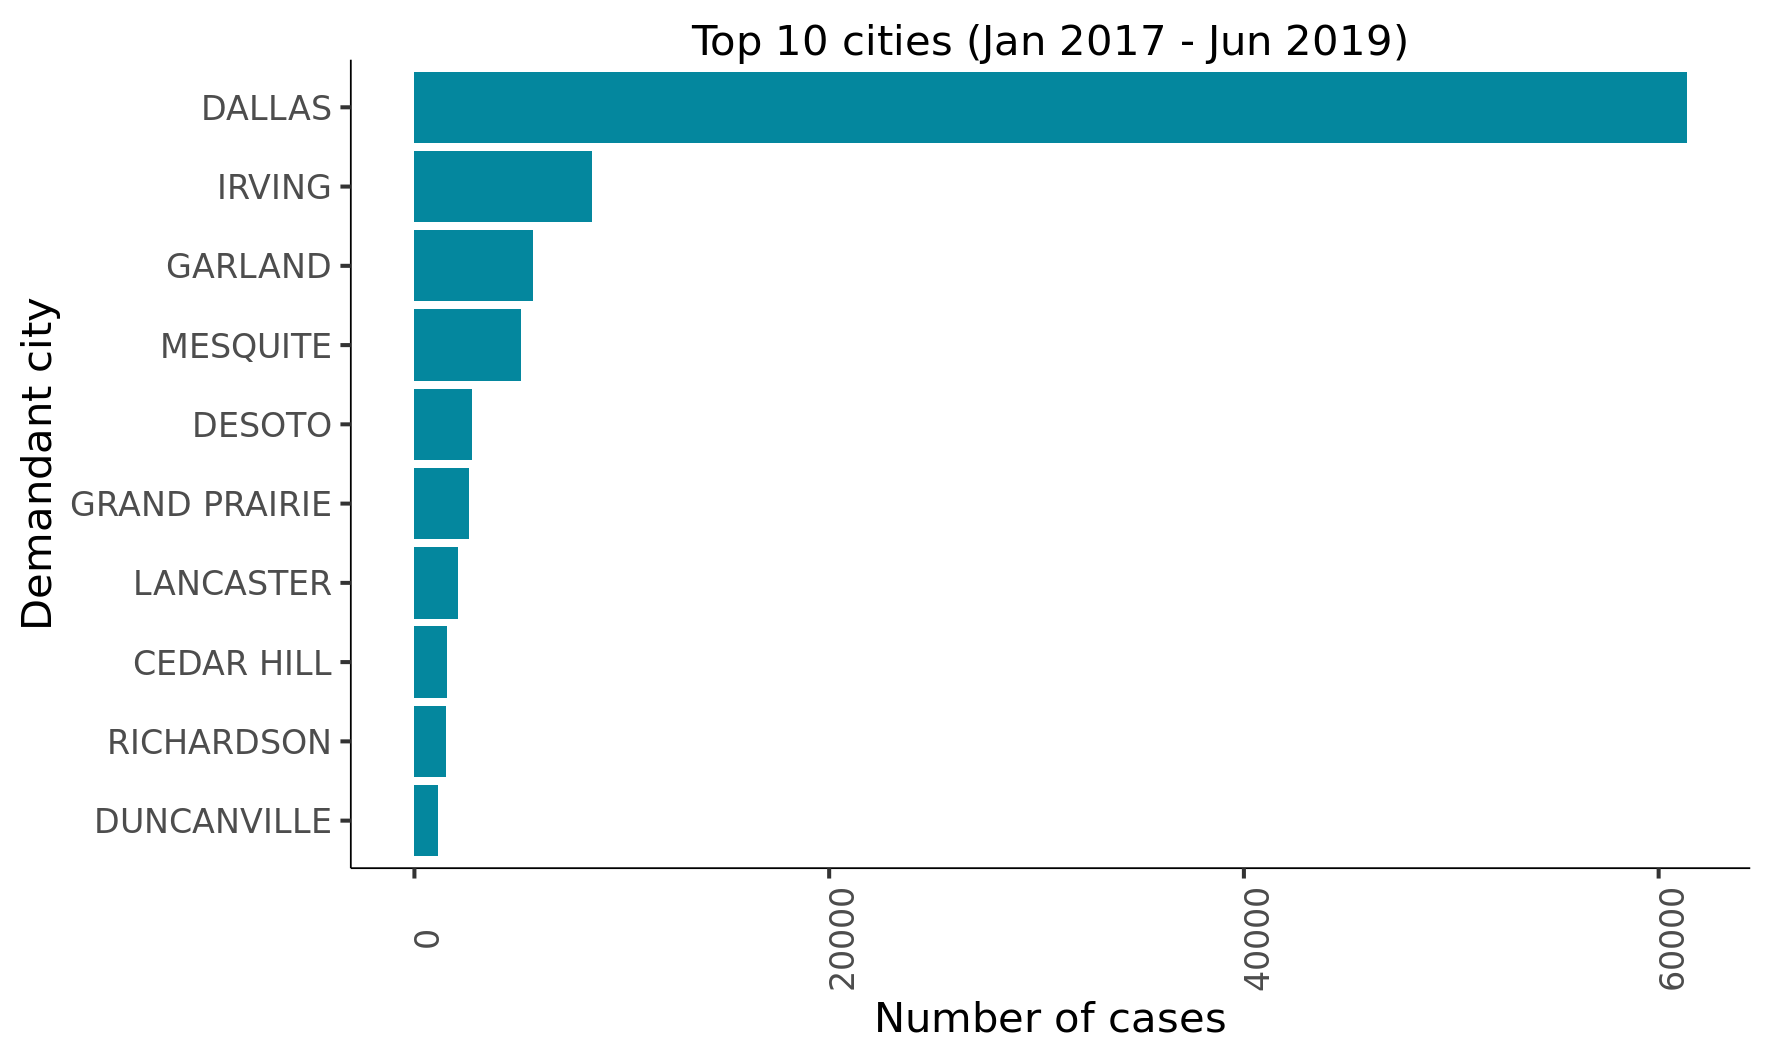 Top 10 cities (Jan 2017 - Jun 2019)
Demandant city
DALLAS
IRVING
GARLAND
MESQUITE
DESOTO
GRAND PRAIRIE
LANCASTER
CEDAR HILL
RICHARDSON
DUNCANVILLE
0
20000
40000
60000
Number of cases